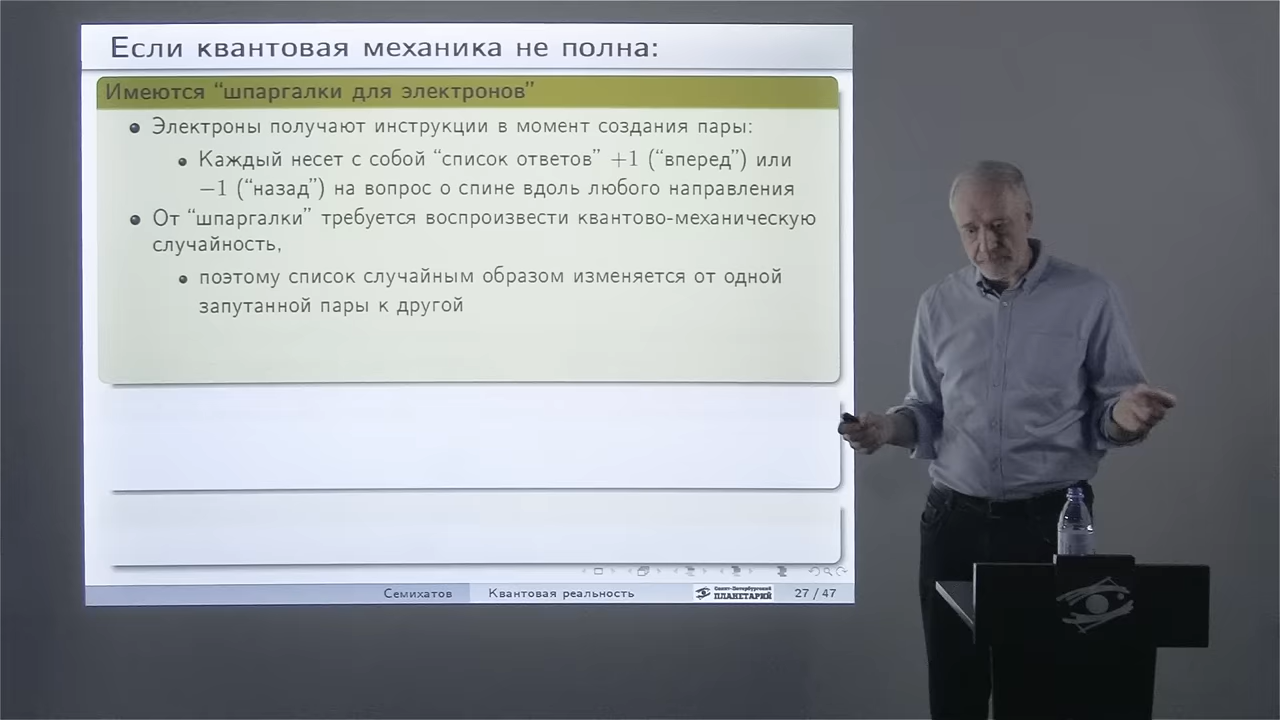 Если квантовая механика не полна:
Имеются “шпаргалки для электронов”
Электроны получают инструкции в момент создания пары:
Каждый несет с собой “список ответов” +1 (“вперед”) или
−1 (“назад”) на вопрос о спине вдоль любого направления
От “шпаргалки” требуется воспроизвести квантово-механическую
случайность,
поэтому список случайным образом изменяется от одной
запутанной пары к другой
Семихатов Квантовая реальность Санкт-Петербургский
ПЛАНЕТАРИЙ 27 / 47